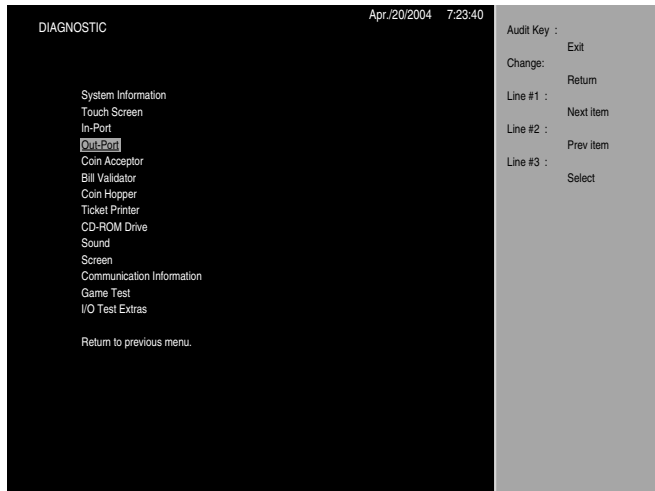 DIAGNOSTIC
Apr./20/2004 7:23:40
System Information
Touch Screen
In-Port
Out-Port
Coin Acceptor
Bill Validator
Coin Hopper
Ticket Printer
CD-ROM Drive
Sound
Screen
Communication Information
Game Test
I/O Test Extras
Return to previous menu.
Audit Key :
Exit
Change:
Return
Line #1 :
Next item
Line #2 :
Prev item
Line #3 :
Select